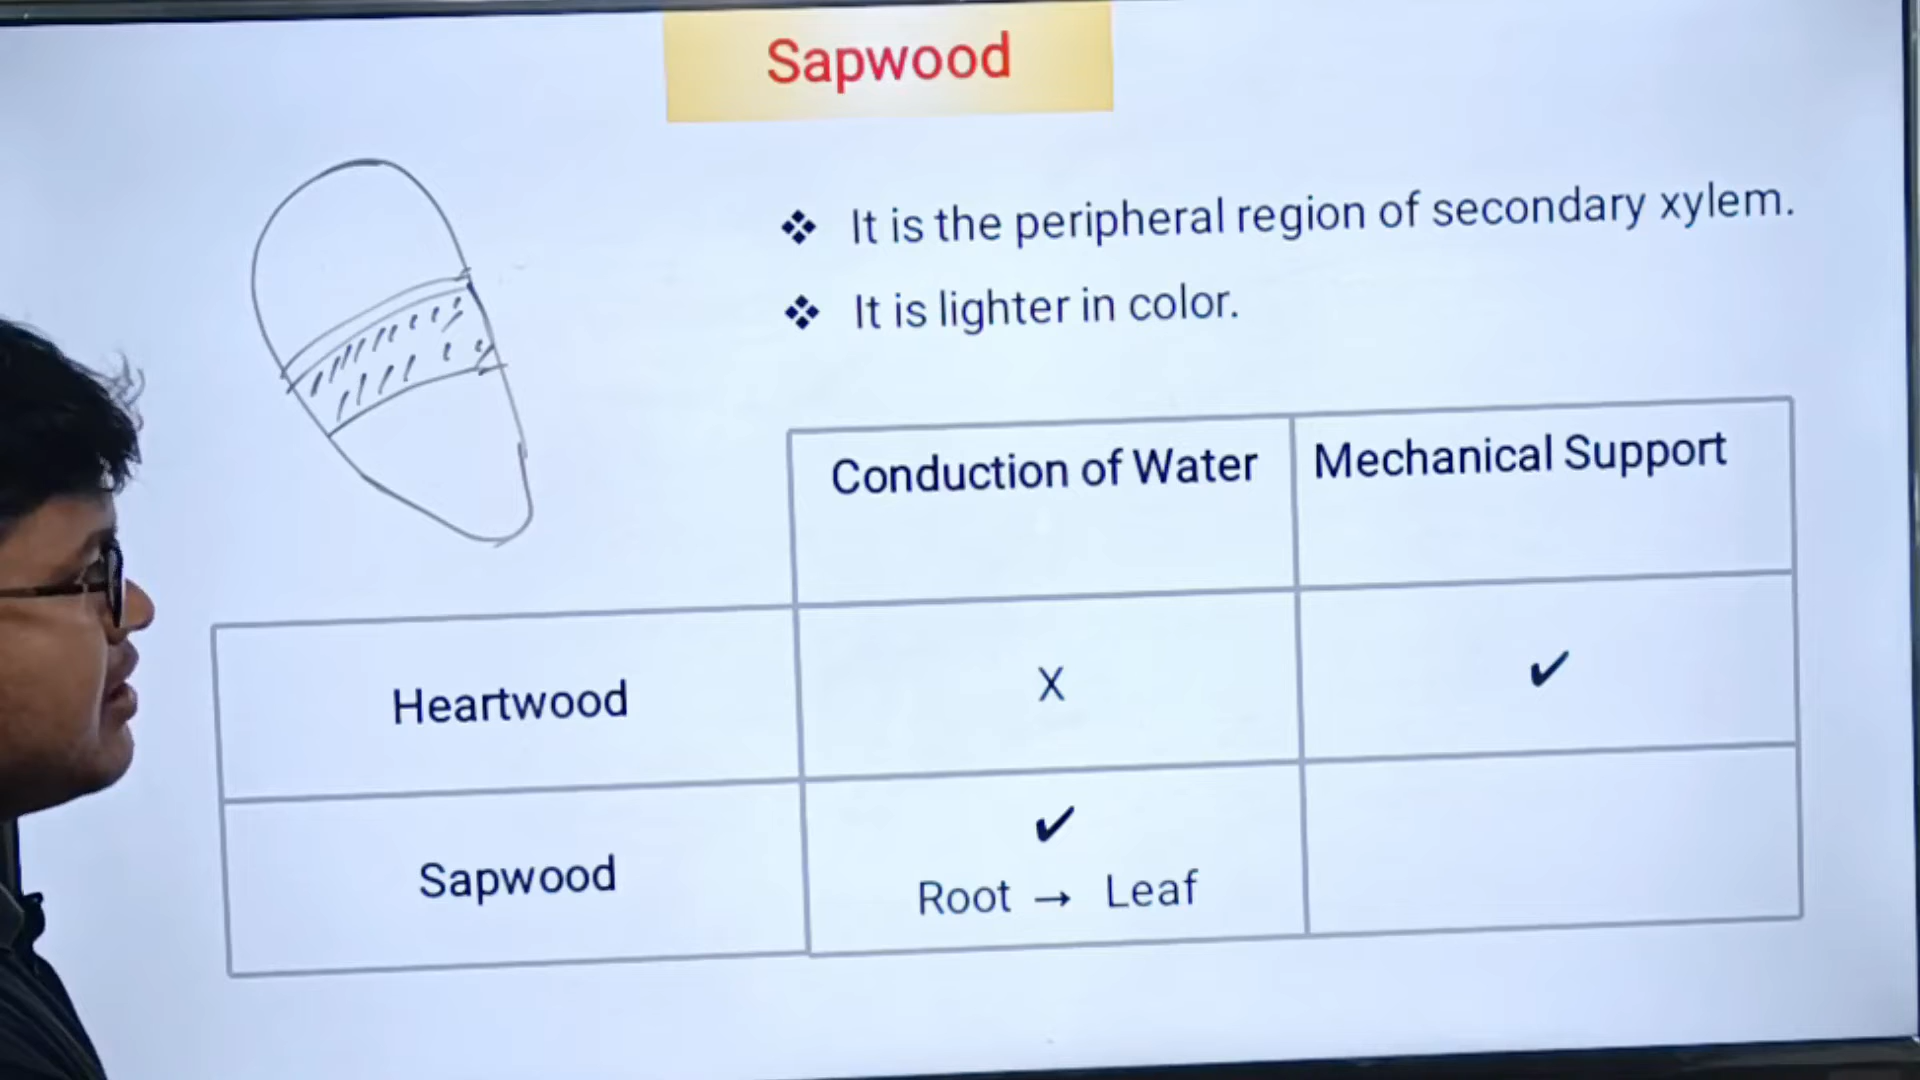 Sapwood
❖ It is the peripheral region of secondary xylem.
❖ It is lighter in color.
Conduction of Water Mechanical Support
Heartwood X ✔
Sapwood ✔
Root → Leaf